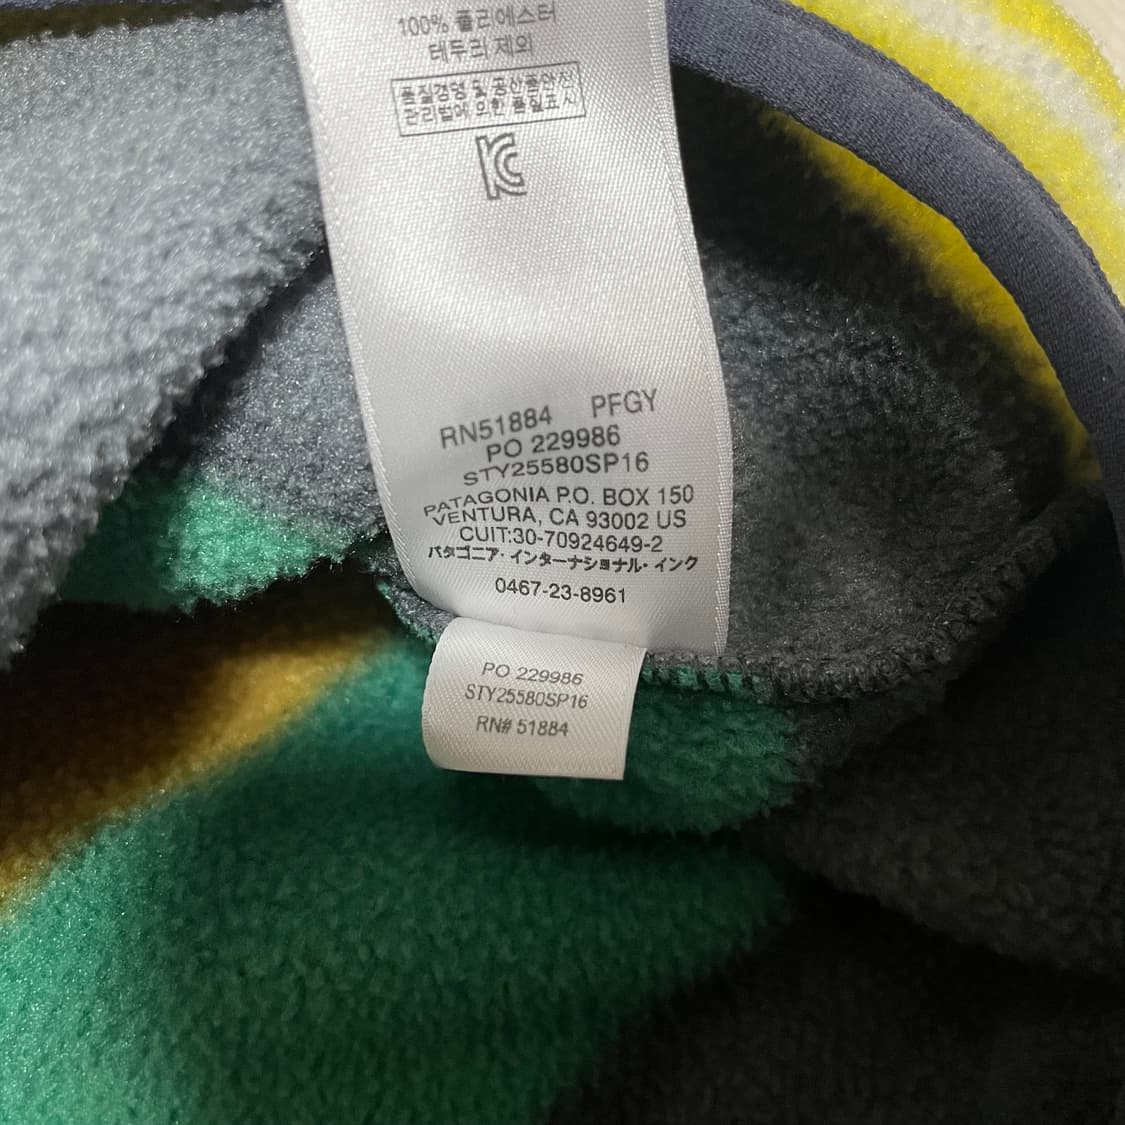 100% 폴리에스터
테두리 제외
품질경영 및 공산품안전
관리법에 의한 품질표시
KC
RN51884 PFGY
PO 229986
STY25580SP16
PATAGONIA P.O. BOX 150
VENTURA, CA 93002 US
CUIT:30-70924649-2
パタゴニア・インターナショナル・インク
0467-23-8961
PO 229986
STY25580SP16
RN# 51884